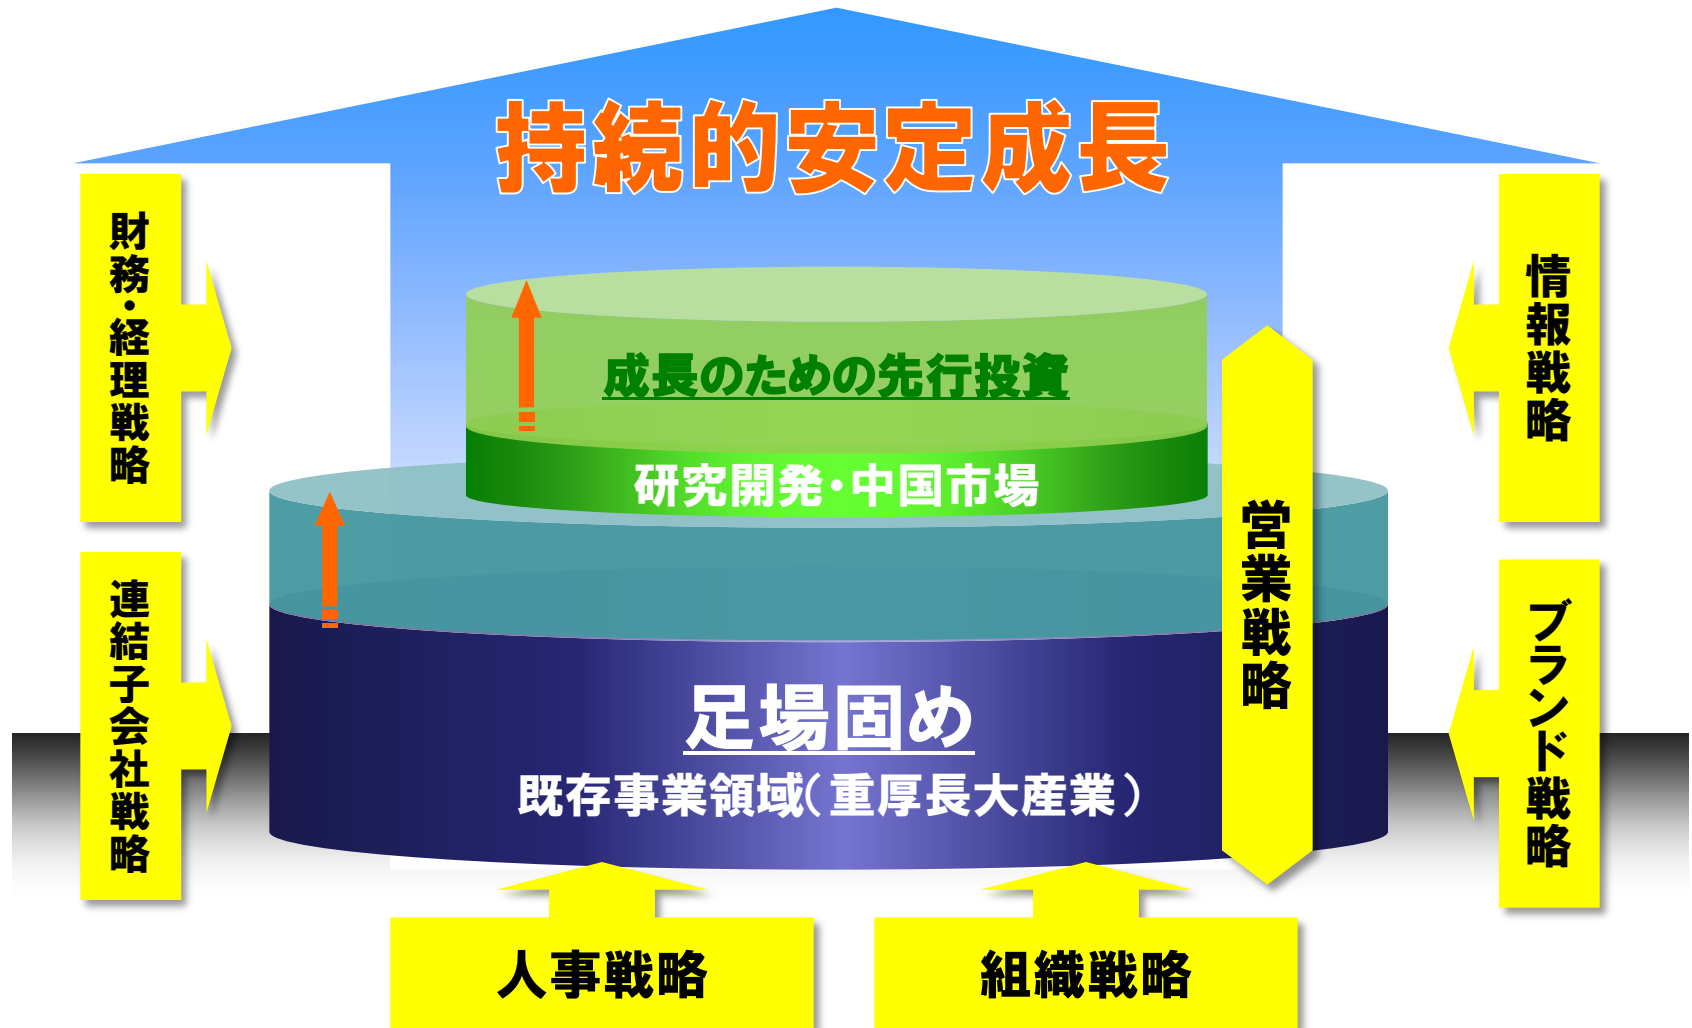 持続的安定成長
財務・経理戦略
情報戦略
成長のための先行投資
研究開発・中国市場
営業戦略
連結子会社戦略
ブランド戦略
足場固め
既存事業領域(重厚長大産業)
人事戦略
組織戦略